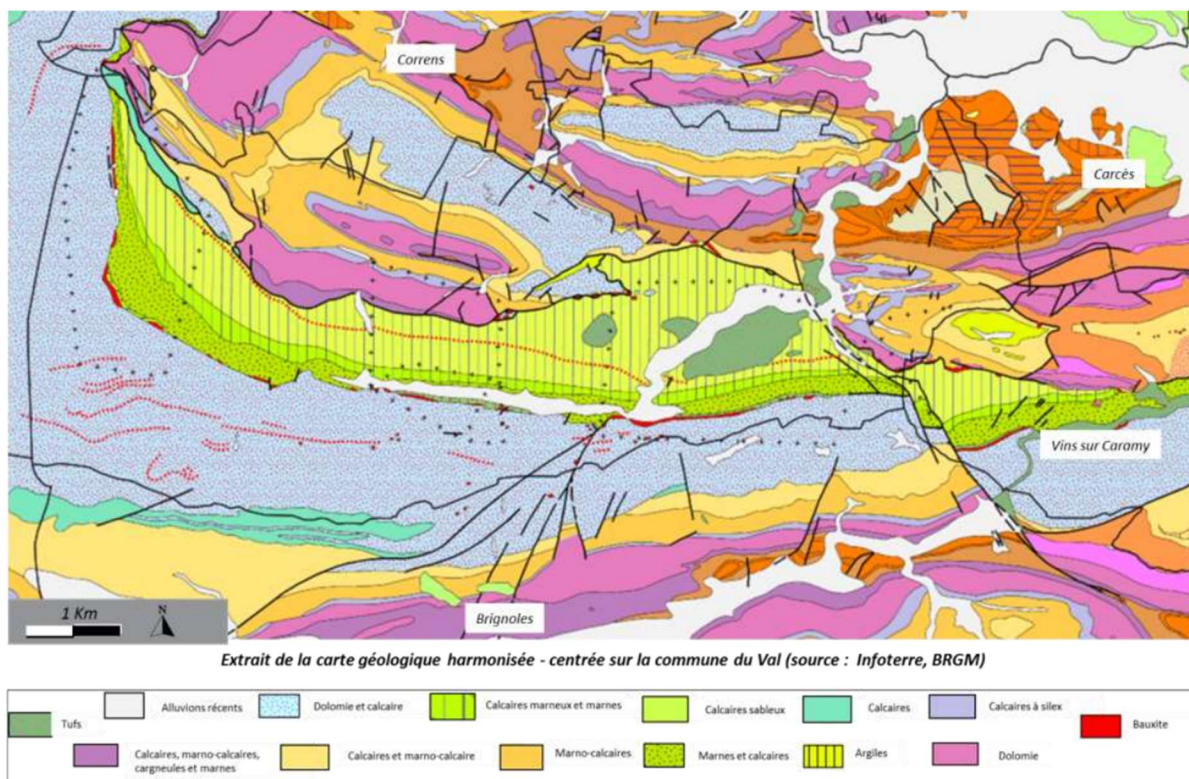 Correns
Carcès
Vins sur Caramy
Brignoles
1 Km
N
Extrait de la carte géologique harmonisée - centrée sur la commune du Val (source : Infoterre, BRGM)
Tufs
Alluvions récents
Dolomie et calcaire
Calcaires marneux et marnes
Calcaires sableux
Calcaires
Calcaires à silex
Bauxite
Calcaires, marno-calcaires,
cargneules et marnes
Calcaires et marno-calcaire
Marno-calcaires
Marnes et calcaires
Argiles
Dolomie